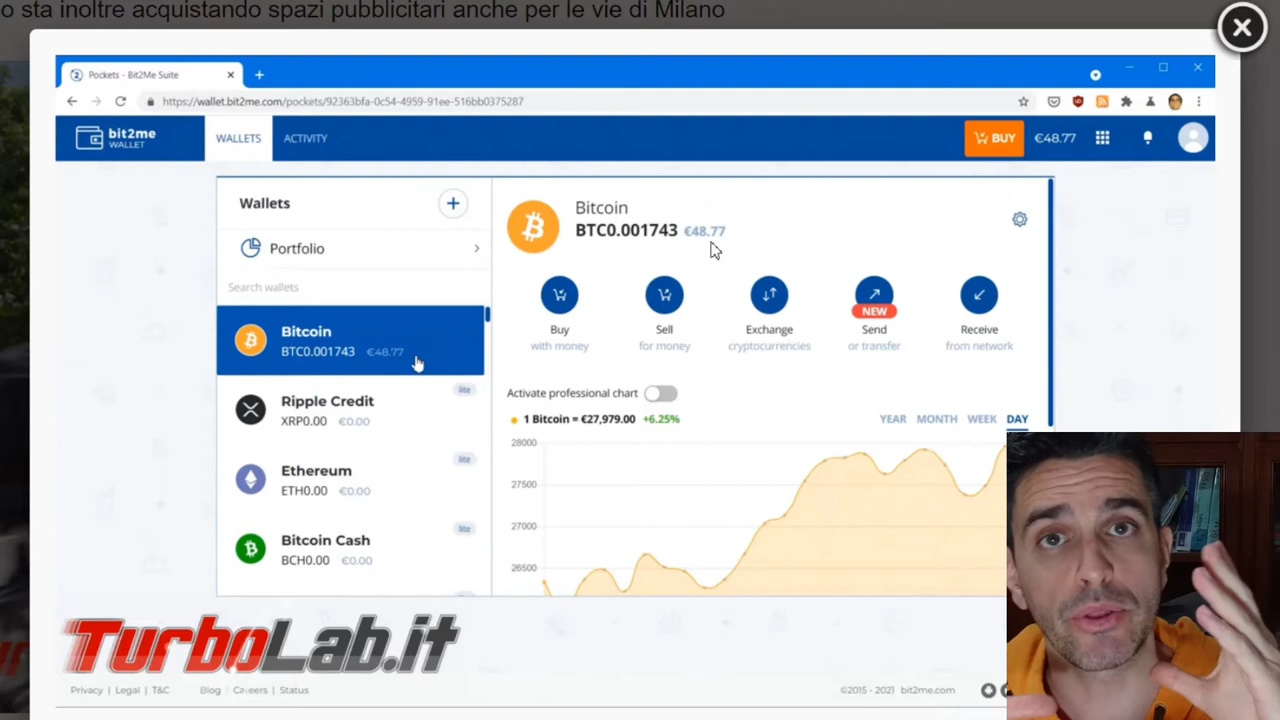 o sta inoltre acquistando spazi pubblicitari anche per le vie di Milano
Pockets - Bit2Me Suite
https://wallet.bit2me.com/pockets/92363bfa-0c54-4959-91ee-516bb0375287
bit2me
WALLET
WALLETS
ACTIVITY
BUY
€48.77
Wallets
Portfolio
Search wallets
Bitcoin
BTC0.001743 €48.77
lite
Ripple Credit
XRP0.00 €0.00
lite
Ethereum
ETH0.00 €0.00
lite
Bitcoin Cash
BCH0.00 €0.00
Bitcoin
BTC0.001743 €48.77
Buy
with money
Sell
for money
Exchange
cryptocurrencies
NEW
Send
or transfer
Receive
from network
Activate professional chart
1 Bitcoin = €27,979.00 +6.25%
YEAR MONTH WEEK DAY
28000
27500
27000
26500
TurboLab.it
Privacy | Legal | T&C Blog | Careers | Status
©2015 - 2021 bit2me.com